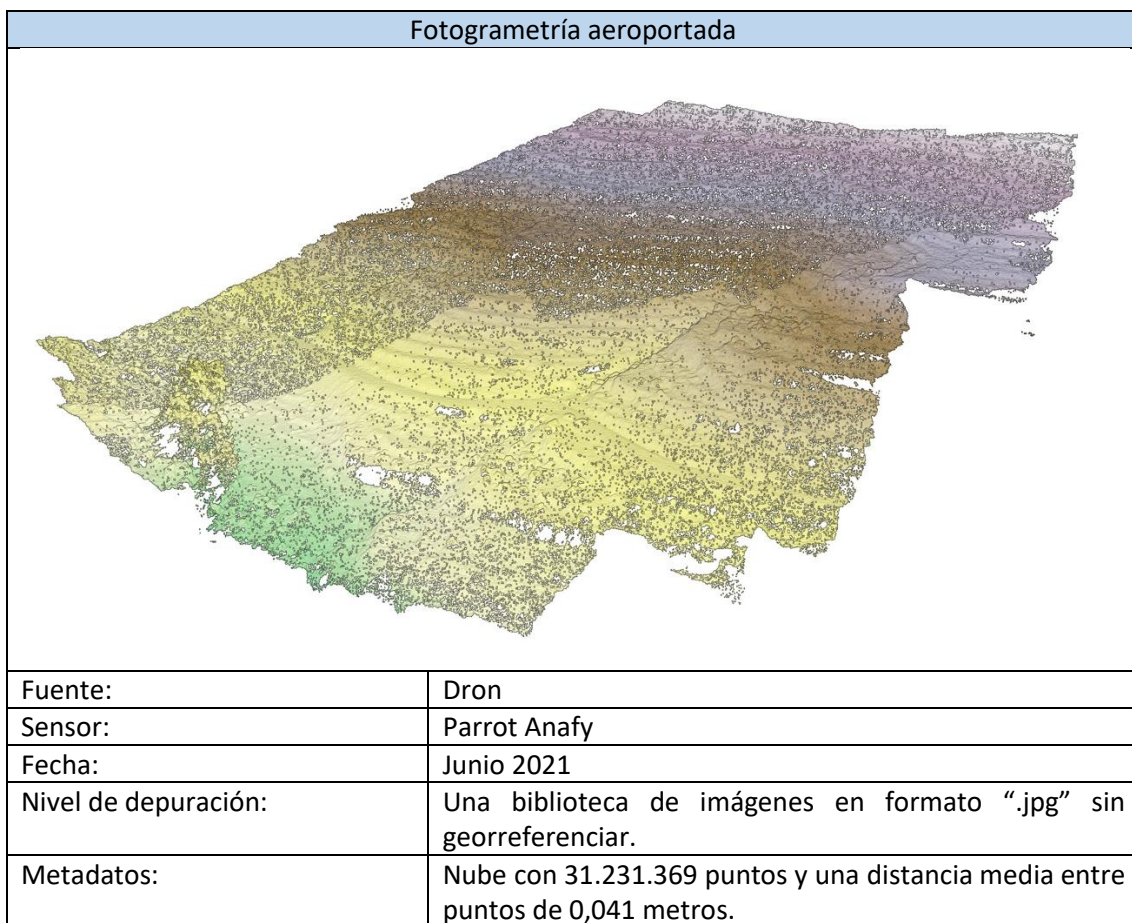 Fotogrametría aeroportada
Fuente:
Dron
Sensor:
Parrot Anafy
Fecha:
Junio 2021
Nivel de depuración:
Una biblioteca de imágenes en formato “.jpg” sin
georreferenciar.
Metadatos:
Nube con 31.231.369 puntos y una distancia media entre
puntos de 0,041 metros.